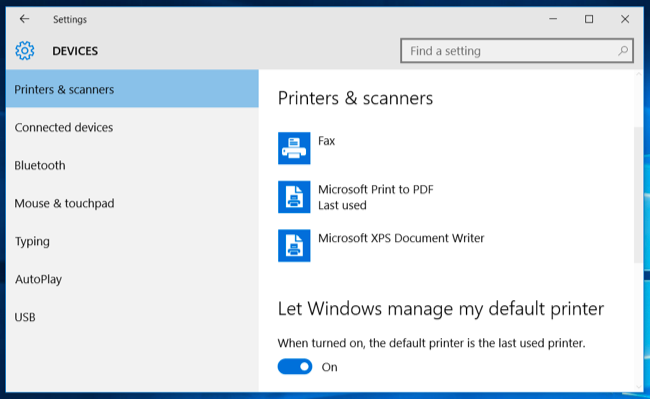 Settings
DEVICES
Find a setting
Printers & scanners
Connected devices
Bluetooth
Mouse & touchpad
Typing
AutoPlay
USB
Printers & scanners
Fax
Microsoft Print to PDF
Last used
Microsoft XPS Document Writer
Let Windows manage my default printer
When turned on, the default printer is the last used printer.
On